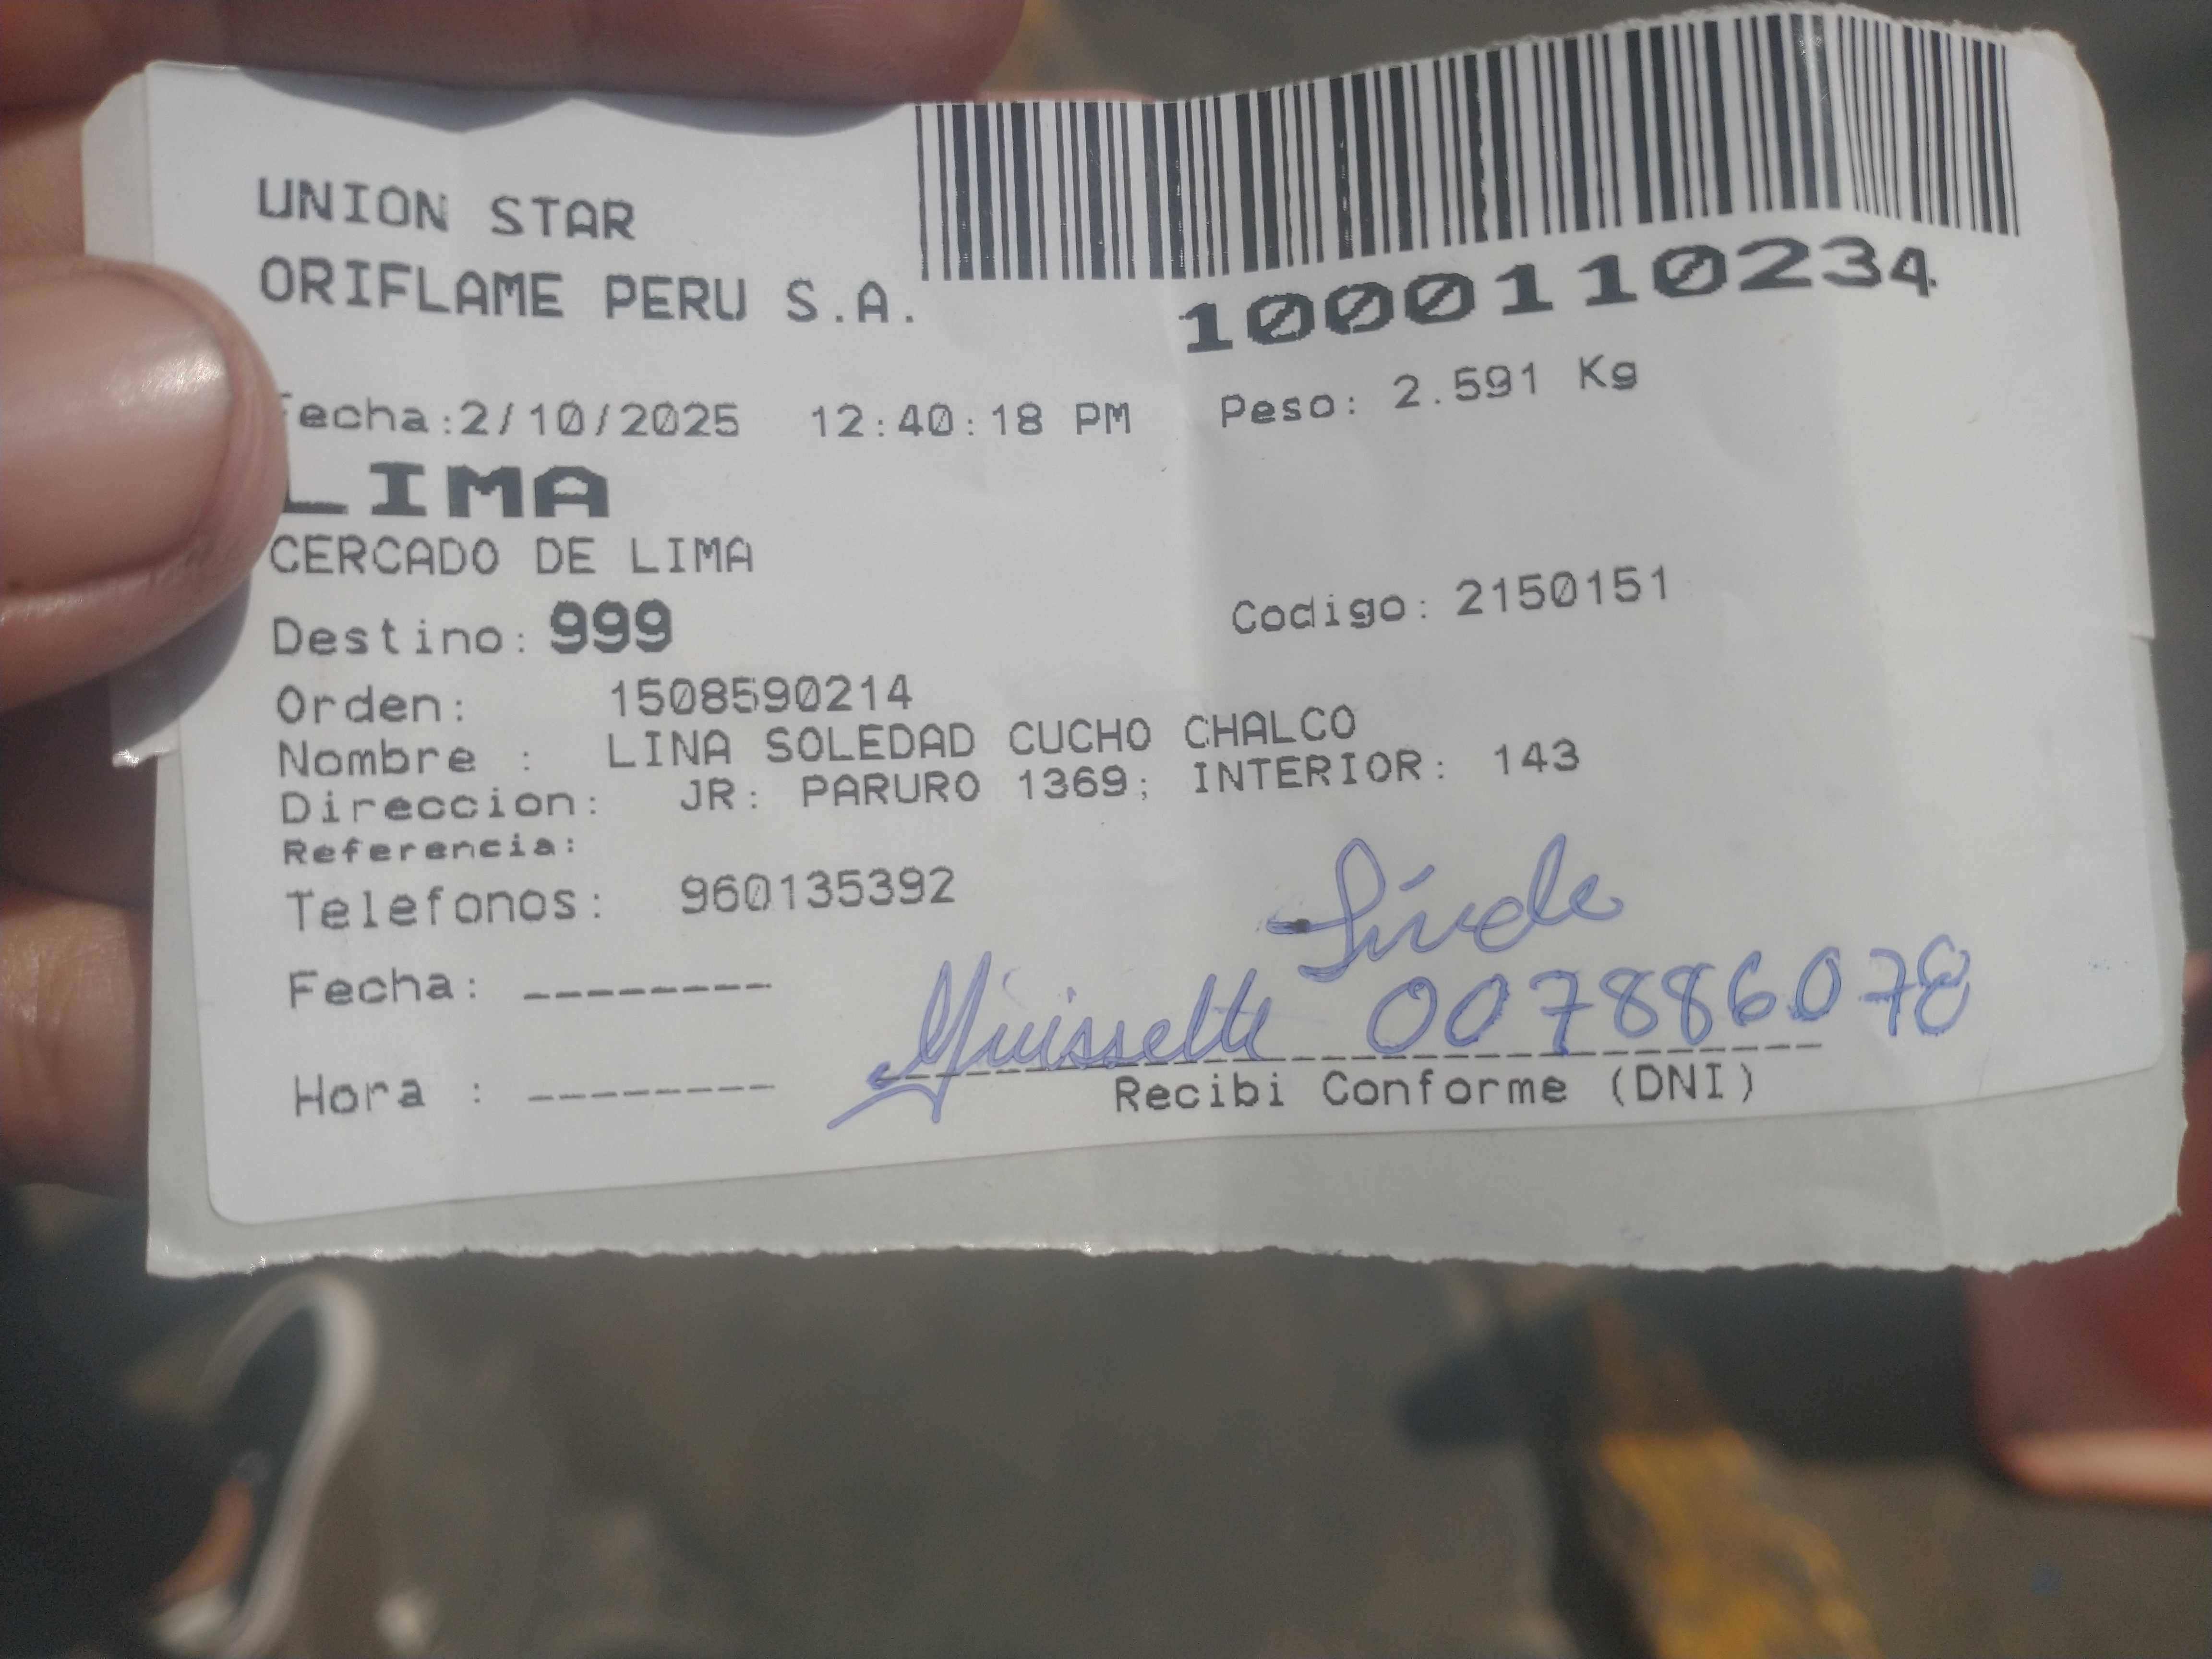 UNION STAR
ORIFLAME PERU S.A.
1000110234
Fecha:2/10/2025 12:40:18 PM Peso: 2.591 Kg
LIMA
CERCADO DE LIMA
Destino: 999 Codigo: 2150151
Orden: 1508590214
Nombre : LINA SOLEDAD CUCHO CHALCO
Direccion: JR: PARURO 1369; INTERIOR: 143
Referencia:
Telefonos: 960135392
Fecha: --------
007886078
Hora : --------
Recibi Conforme (DNI)